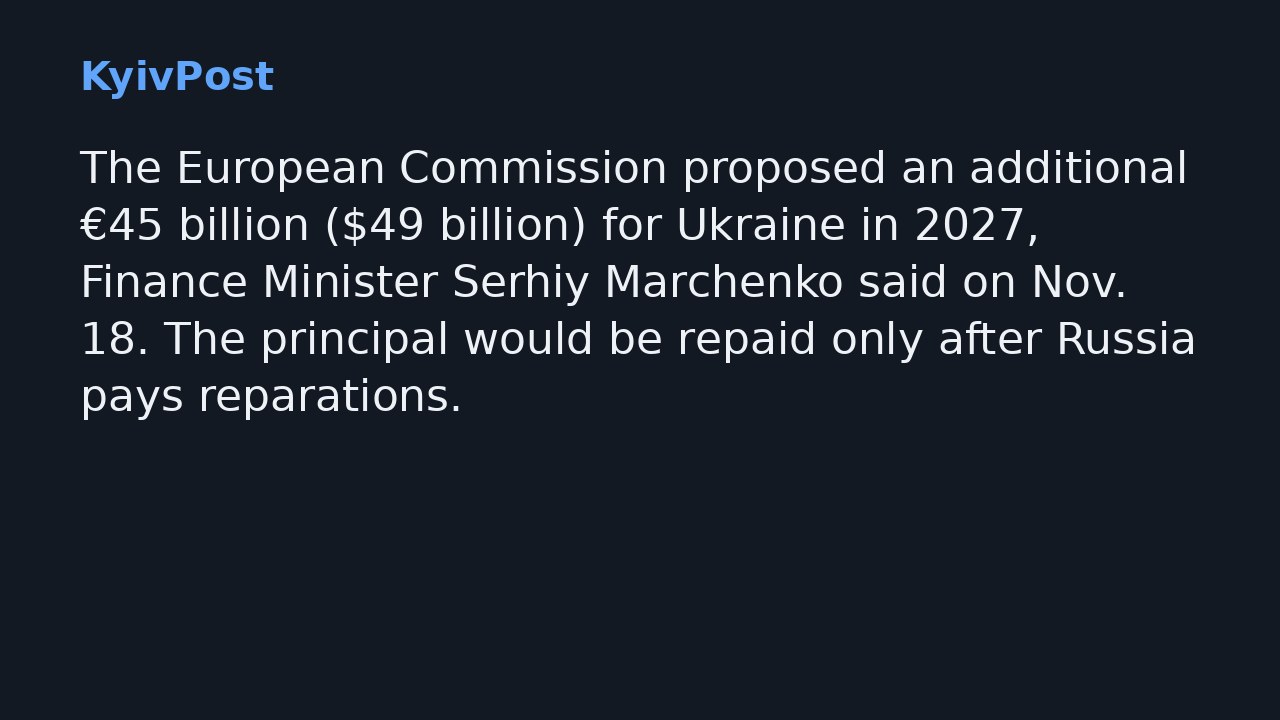 KyivPost
The European Commission proposed an additional
€45 billion ($49 billion) for Ukraine in 2027,
Finance Minister Serhiy Marchenko said on Nov.
18. The principal would be repaid only after Russia
pays reparations.